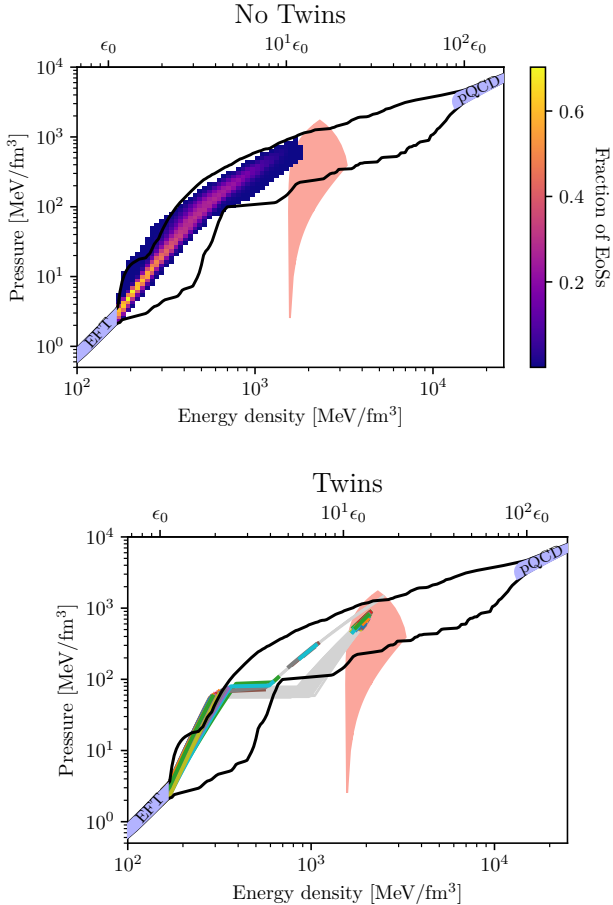 No Twins
ϵ₀ 10¹ϵ₀ 10²ϵ₀
10⁴
10³
10²
10¹
10⁰
Pressure [MeV/fm³]
EFT
pQCD
10² 10³ 10⁴
Energy density [MeV/fm³]
0.6
0.4
0.2
Fraction of EoSs
Twins
ϵ₀ 10¹ϵ₀ 10²ϵ₀
10⁴
10³
10²
10¹
10⁰
Pressure [MeV/fm³]
EFT
pQCD
10² 10³ 10⁴
Energy density [MeV/fm³]